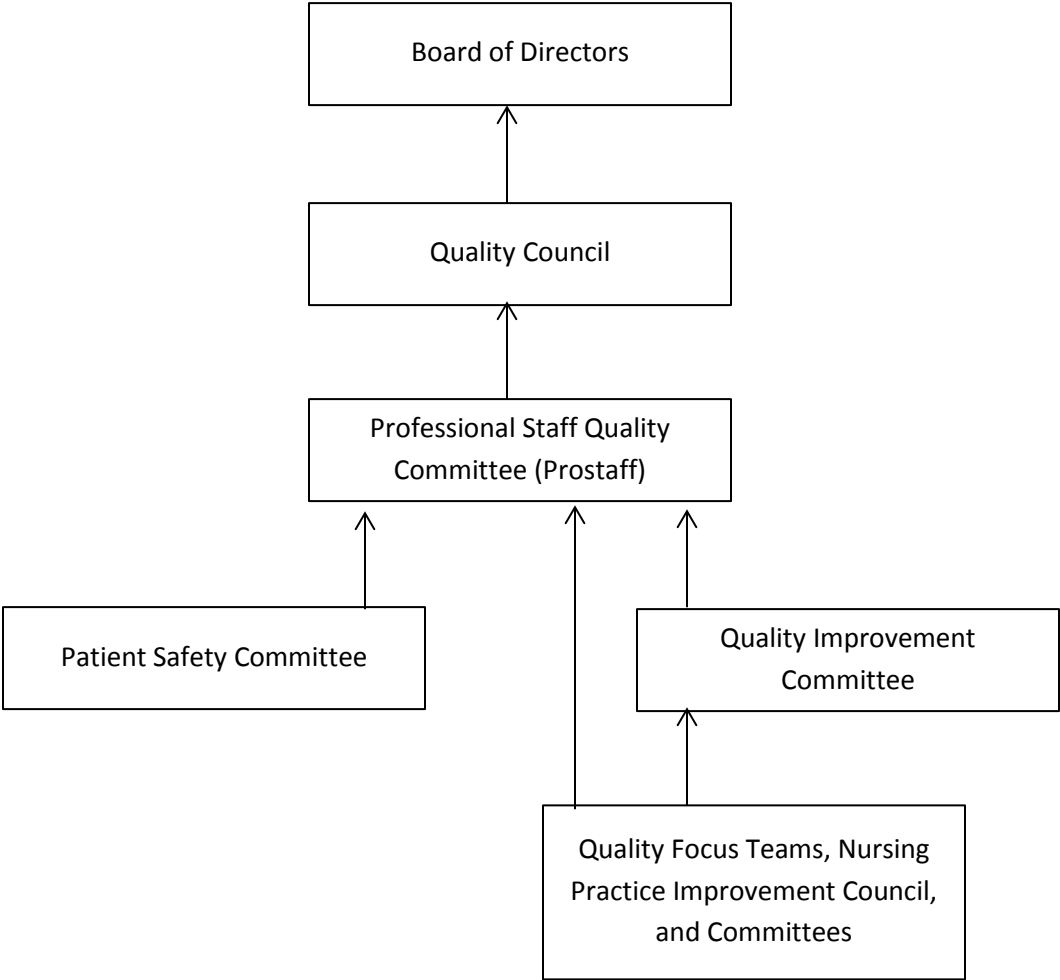 Board of Directors
Quality Council
Professional Staff Quality
Committee (Prostaff)
Patient Safety Committee
Quality Improvement
Committee
Quality Focus Teams, Nursing
Practice Improvement Council,
and Committees